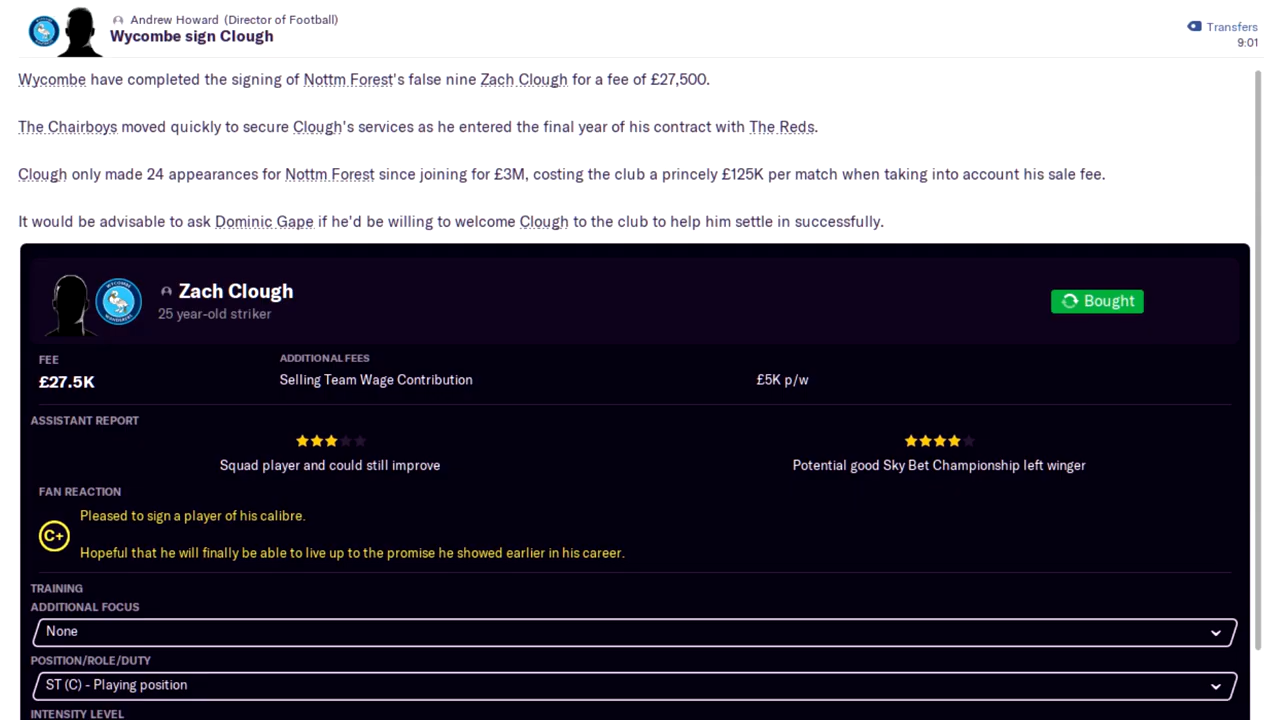 Andrew Howard (Director of Football)
Wycombe sign Clough
Transfers
9:01
Wycombe have completed the signing of Nottm Forest's false nine Zach Clough for a fee of £27,500.
The Chairboys moved quickly to secure Clough's services as he entered the final year of his contract with The Reds.
Clough only made 24 appearances for Nottm Forest since joining for £3M, costing the club a princely £125K per match when taking into account his sale fee.
It would be advisable to ask Dominic Gape if he'd be willing to welcome Clough to the club to help him settle in successfully.
Zach Clough
25 year-old striker
Bought
FEE
£27.5K
ADDITIONAL FEES
Selling Team Wage Contribution
£5K p/w
ASSISTANT REPORT
Squad player and could still improve
Potential good Sky Bet Championship left winger
FAN REACTION
C+
Pleased to sign a player of his calibre.
Hopeful that he will finally be able to live up to the promise he showed earlier in his career.
TRAINING
ADDITIONAL FOCUS
None
POSITION/ROLE/DUTY
ST (C) - Playing position
INTENSITY LEVEL